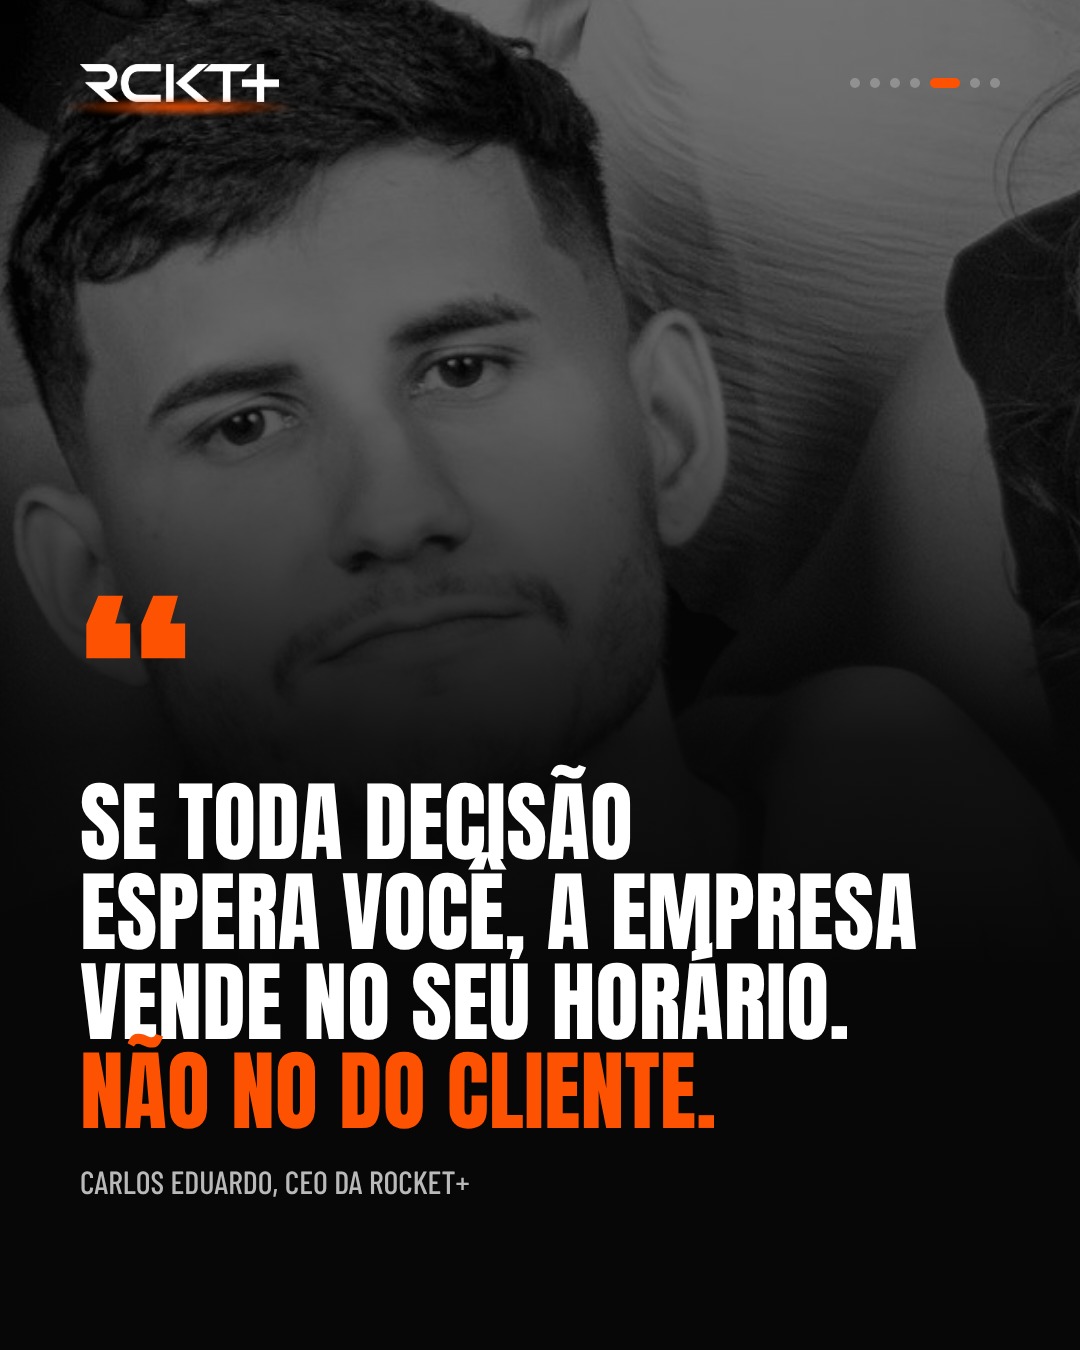 RCKT+
“
SE TODA DECISÃO
ESPERA VOCÊ, A EMPRESA
VENDE NO SEU HORÁRIO.
NÃO NO DO CLIENTE.
CARLOS EDUARDO, CEO DA ROCKET+